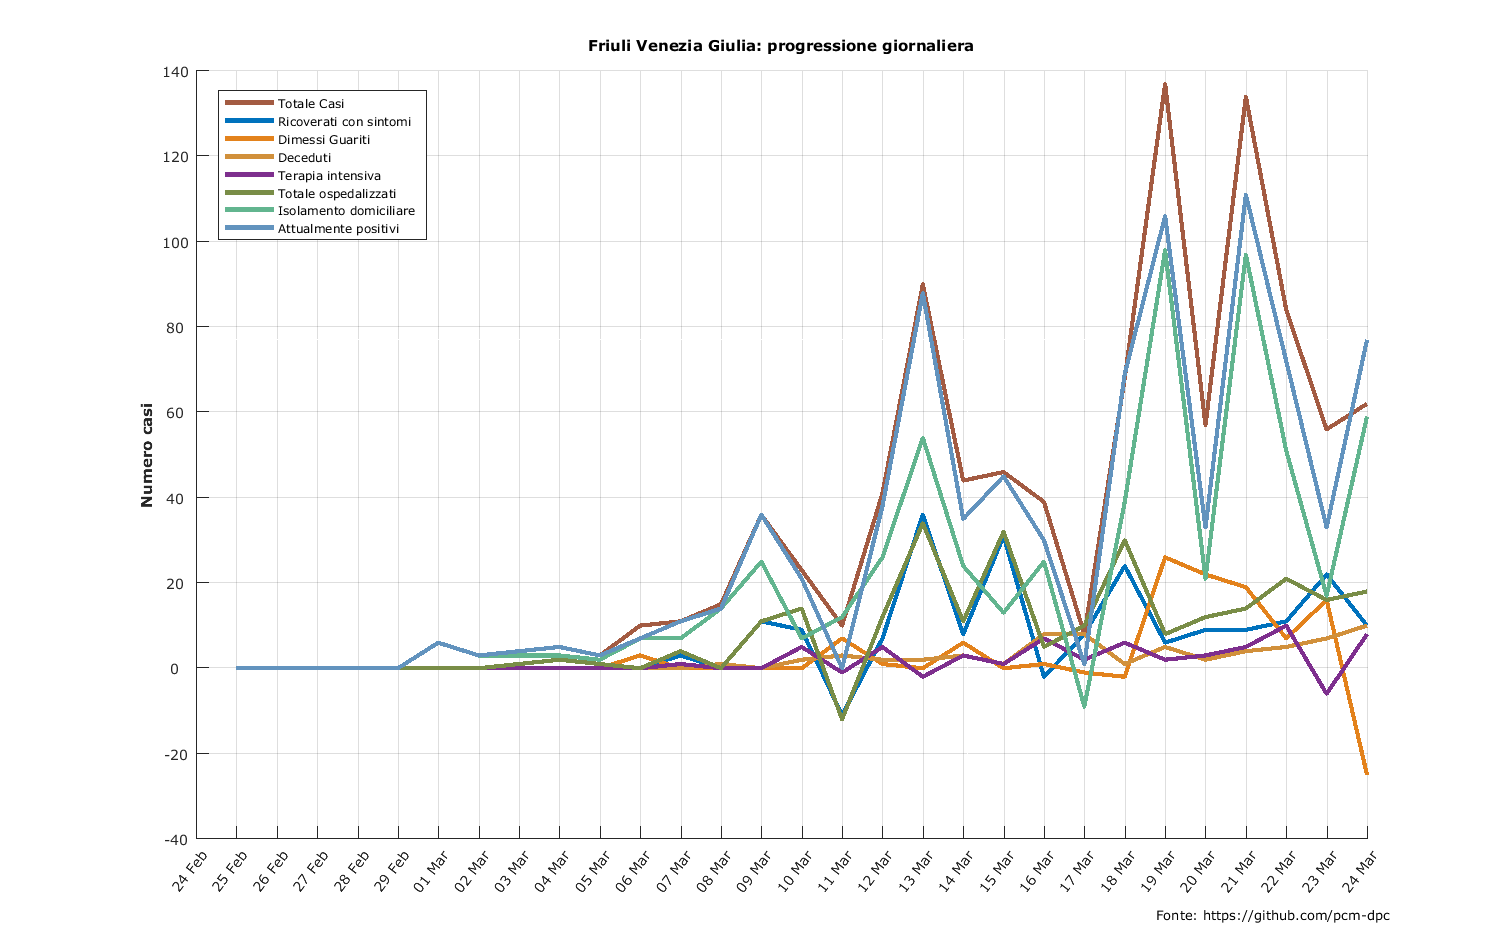 Friuli Venezia Giulia: progressione giornaliera
140
120
100
80
60
40
20
0
-20
-40
Numero casi
Totale Casi
Ricoverati con sintomi
Dimessi Guariti
Deceduti
Terapia intensiva
Totale ospedalizzati
Isolamento domiciliare
Attualmente positivi
24 Feb
25 Feb
26 Feb
27 Feb
28 Feb
29 Feb
01 Mar
02 Mar
03 Mar
04 Mar
05 Mar
06 Mar
07 Mar
08 Mar
09 Mar
10 Mar
11 Mar
12 Mar
13 Mar
14 Mar
15 Mar
16 Mar
17 Mar
18 Mar
19 Mar
20 Mar
21 Mar
22 Mar
23 Mar
24 Mar
Fonte: https://github.com/pcm-dpc